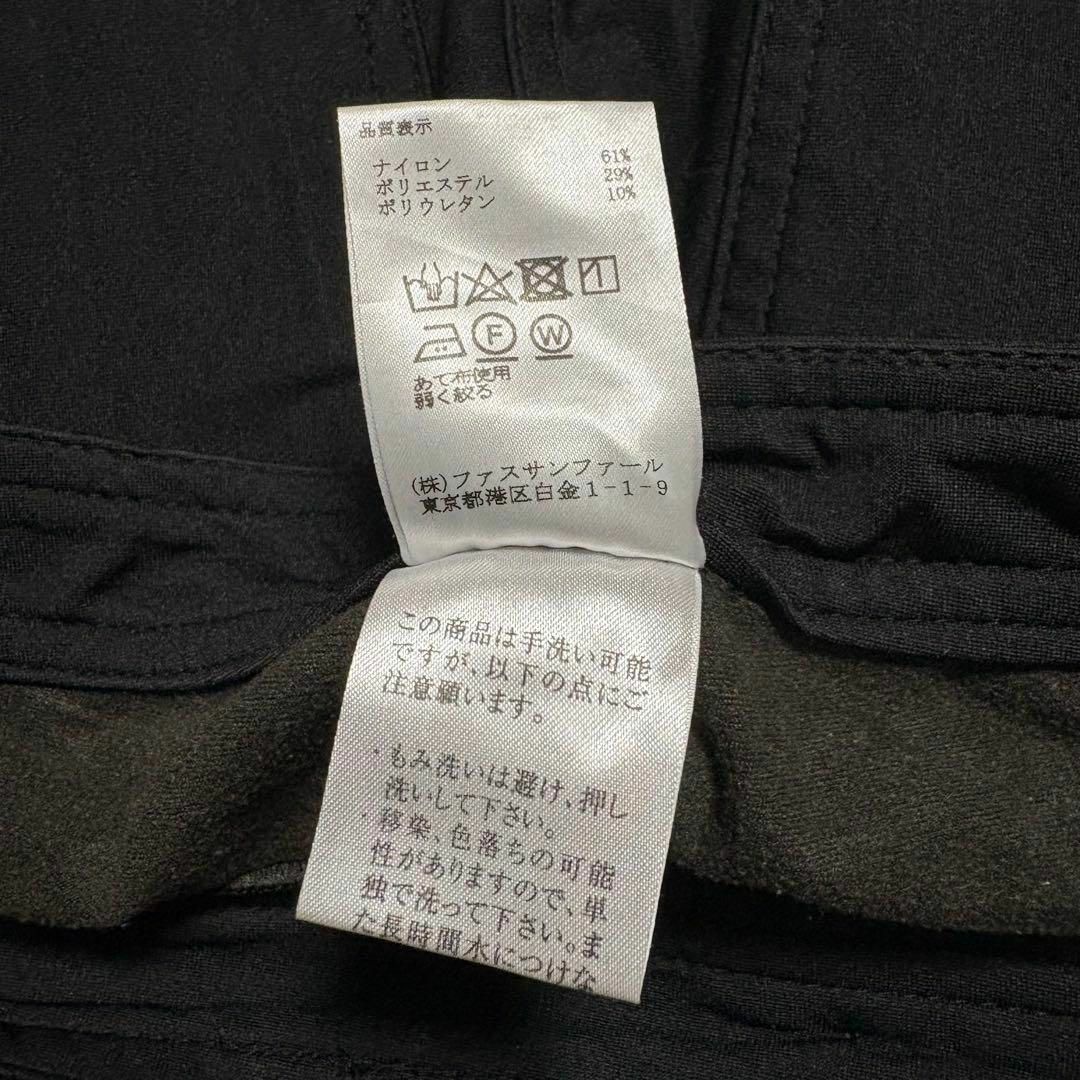 品質表示
ナイロン 61%
ポリエステル 29%
ポリウレタン 10%
F W
あて布使用
弱く絞る
(株)ファスサンファール
東京都港区白金1-1-9
この商品は手洗い可能
ですが、以下の点にご
注意願います。
・もみ洗いは避け、押し
洗いして下さい。
・移染、色落ちの可能
性がありますので、単
独で洗って下さい。ま
た長時間水につけな